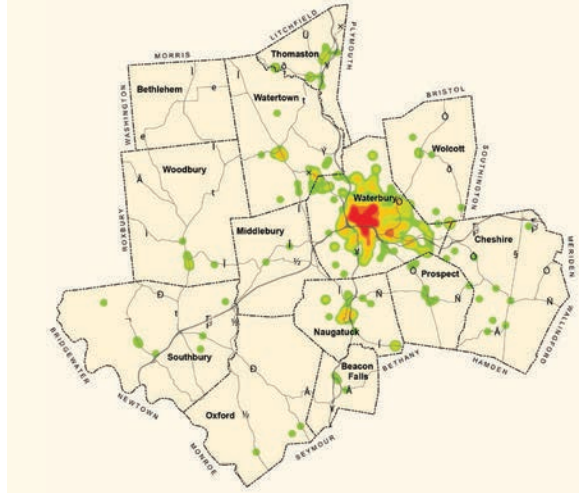 LITCHFIELD
PLYMOUTH
MORRIS
Thomaston
WASHINGTON
Bethlehem
Watertown
BRISTOL
Wolcott
SOUTHINGTON
Woodbury
ROXBURY
Waterbury
Middlebury
Cheshire
MERIDEN
Prospect
WALLINGFORD
Naugatuck
BRIDGEWATER
Southbury
BETHANY
HAMDEN
Beacon
Falls
NEWTOWN
Oxford
SEYMOUR
MONROE